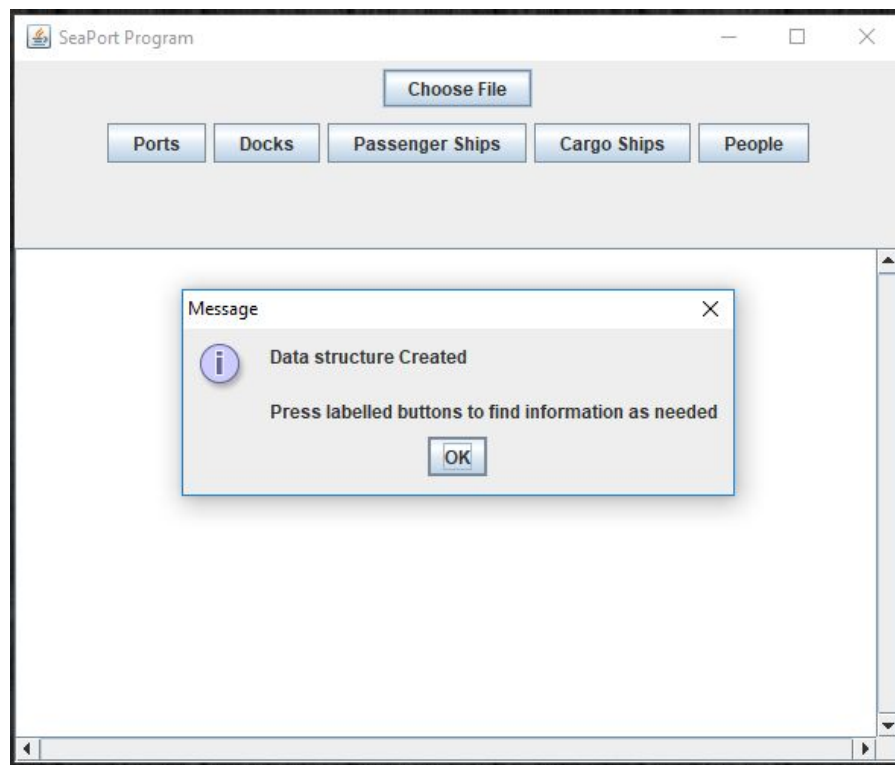 SeaPort Program
Choose File
Ports Docks Passenger Ships Cargo Ships People
Message
i Data structure Created
Press labelled buttons to find information as needed
OK